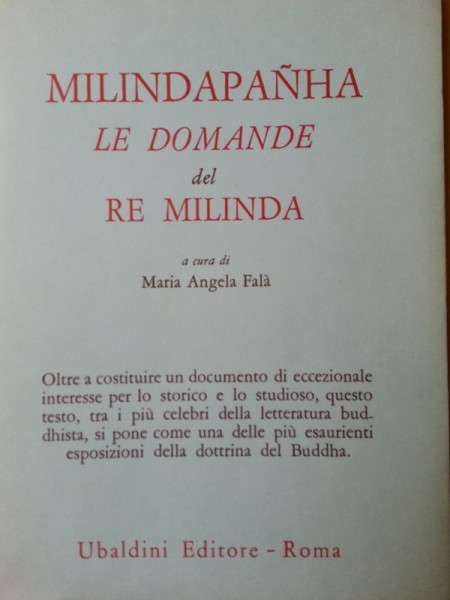 MILINDAPAÑHA
LE DOMANDE
del
RE MILINDA
a cura di
Maria Angela Falà
Oltre a costituire un documento di eccezionale
interesse per lo storico e lo studioso, questo
testo, tra i più celebri della letteratura bud-
dhista, si pone come una delle più esaurienti
esposizioni della dottrina del Buddha.
Ubaldini Editore - Roma